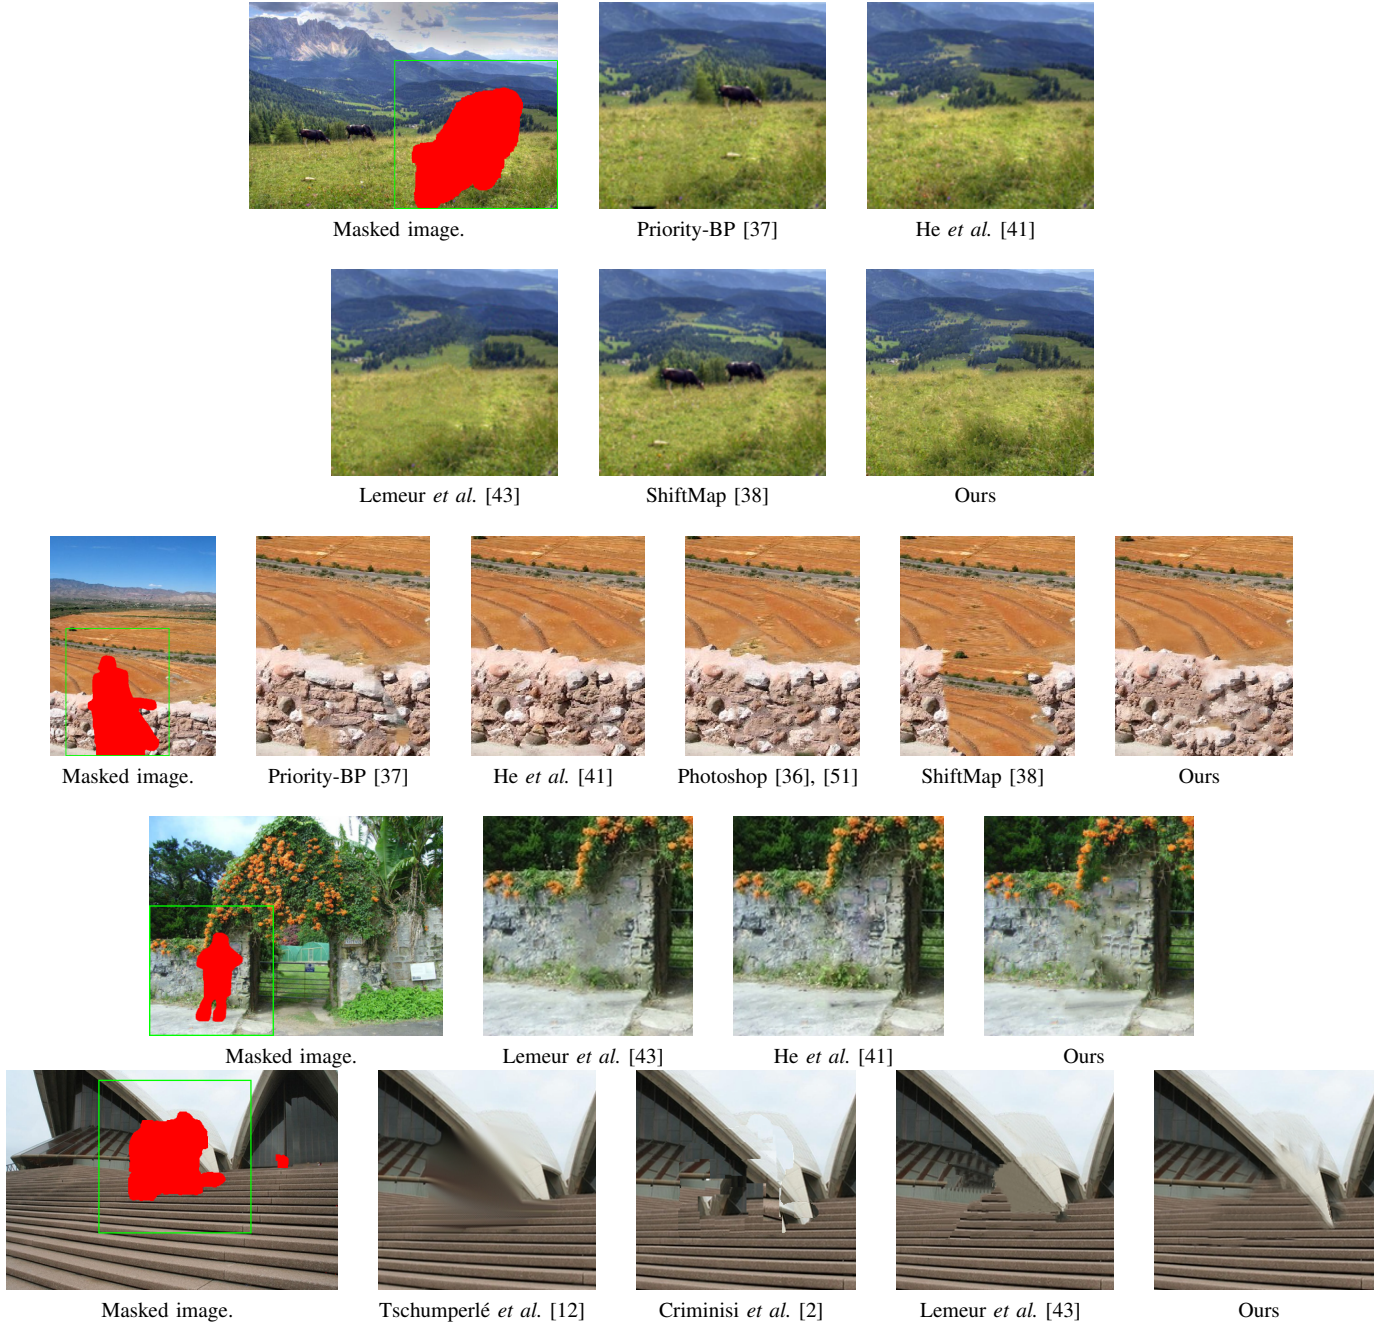 Masked image.
Priority-BP [37]
He et al. [41]
Lemeur et al. [43]
ShiftMap [38]
Ours
Masked image.
Priority-BP [37]
He et al. [41]
Photoshop [36], [51]
ShiftMap [38]
Ours
Masked image.
Lemeur et al. [43]
He et al. [41]
Ours
Masked image.
Tschumperlé et al. [12]
Criminisi et al. [2]
Lemeur et al. [43]
Ours